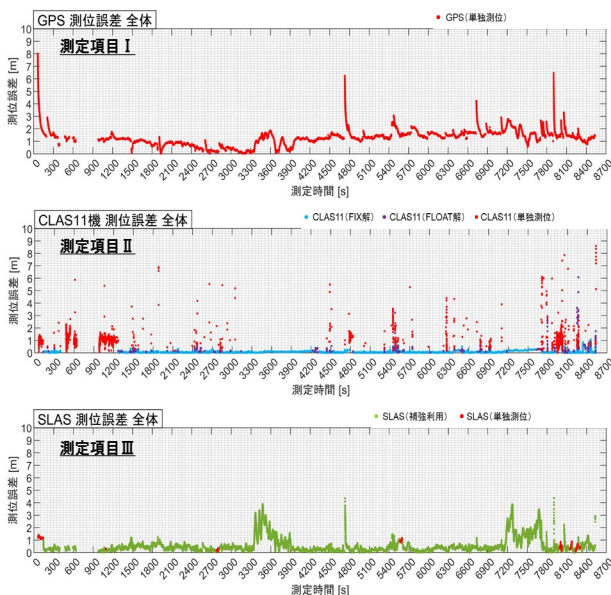 GPS 測位誤差 全体
GPS(単独測位)
測定項目Ⅰ
測位誤差 [m]
10
9
8
7
6
5
4
3
2
1
0
0 300 600 900 1200 1500 1800 2100 2400 2700 3000 3300 3600 3900 4200 4500 4800 5100 5400 5700 6000 6300 6600 6900 7200 7500 7800 8100 8400 8700
測定時間 [s]
CLAS11機 測位誤差 全体
CLAS11(FIX解) CLAS11(FLOAT解) CLAS11(単独測位)
測定項目Ⅱ
測位誤差 [m]
10
9
8
7
6
5
4
3
2
1
0
0 300 600 900 1200 1500 1800 2100 2400 2700 3000 3300 3600 3900 4200 4500 4800 5100 5400 5700 6000 6300 6600 6900 7200 7500 7800 8100 8400 8700
測定時間 [s]
SLAS 測位誤差 全体
SLAS(補強利用) SLAS(単独測位)
測定項目Ⅲ
測位誤差 [m]
10
9
8
7
6
5
4
3
2
1
0
0 300 600 900 1200 1500 1800 2100 2400 2700 3000 3300 3600 3900 4200 4500 4800 5100 5400 5700 6000 6300 6600 6900 7200 7500 7800 8100 8400 8700
測定時間 [s]